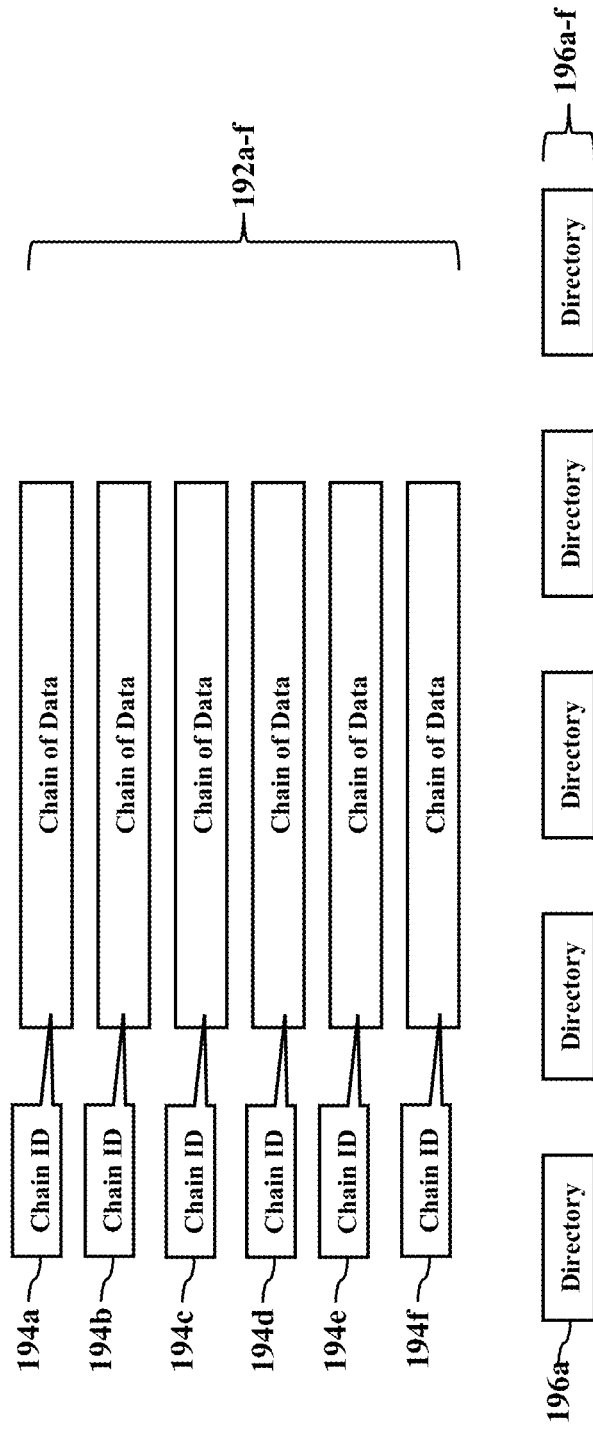 194a
Chain ID
Chain of Data
194b
Chain ID
Chain of Data
194c
Chain ID
Chain of Data
194d
Chain ID
Chain of Data
194e
Chain ID
Chain of Data
194f
Chain ID
Chain of Data
192a-f
196a
Directory
Directory
Directory
Directory
Directory
196a-f